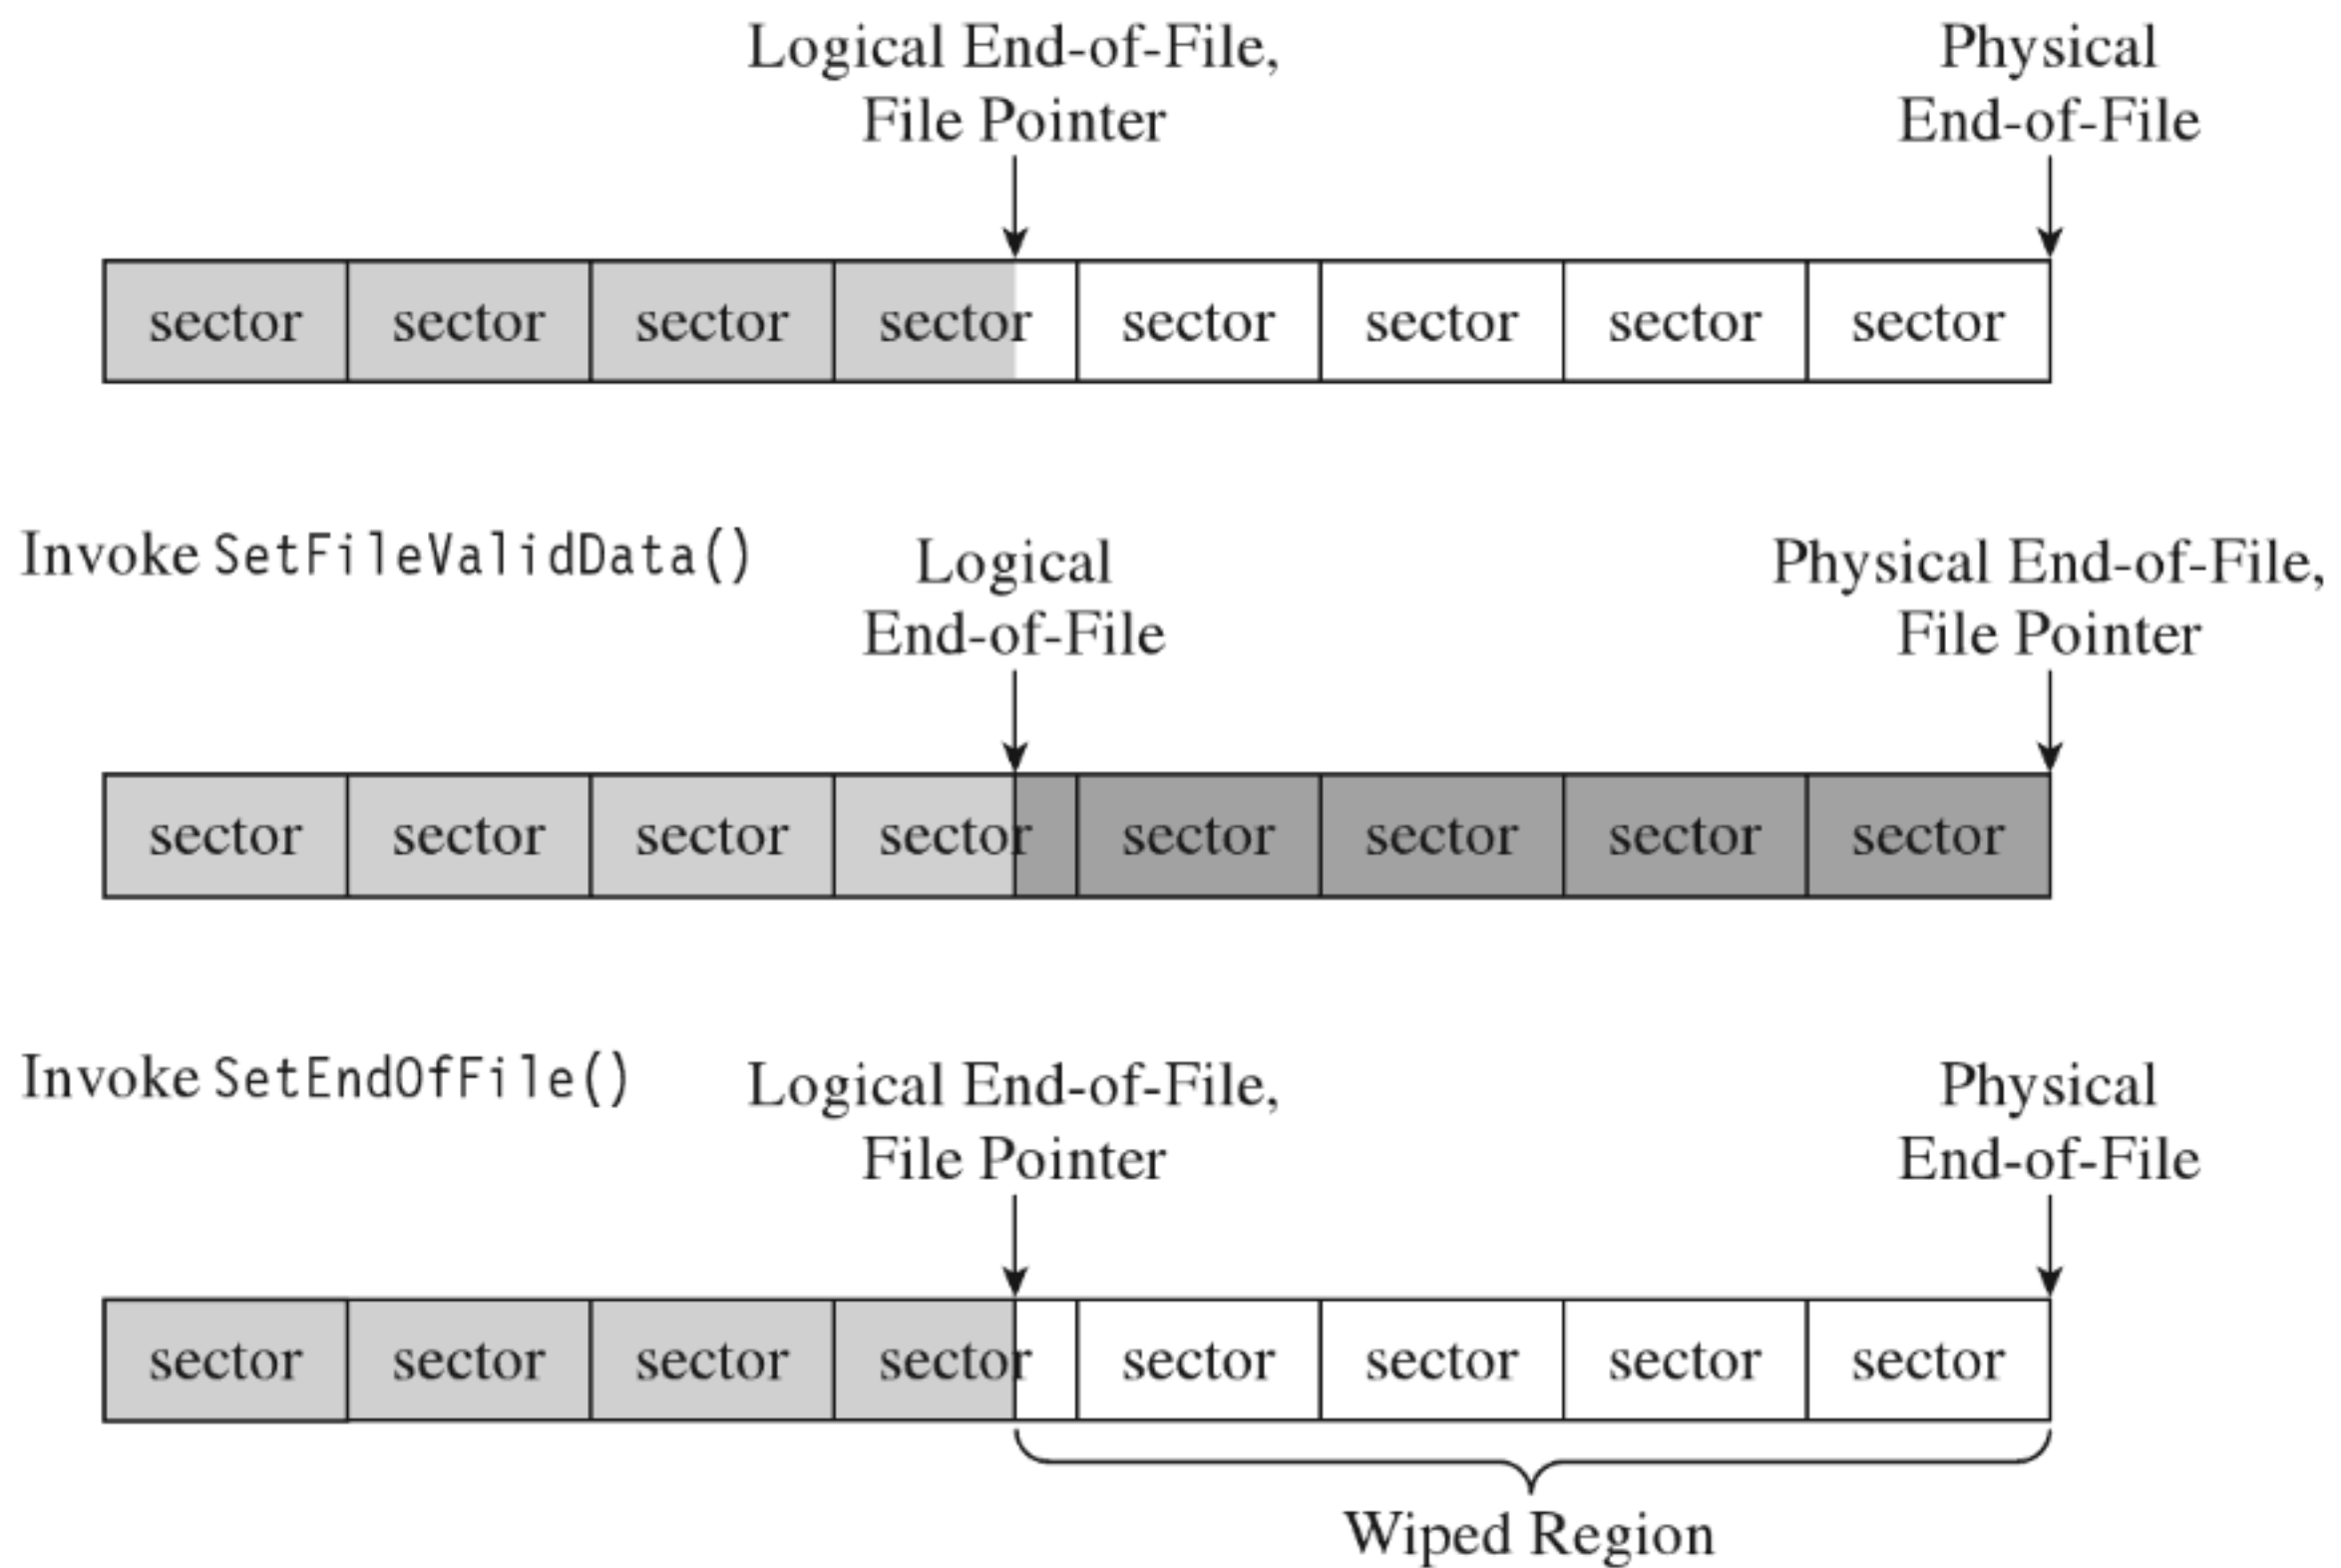 Logical End-of-File,
File Pointer
Physical
End-of-File
sector sector sector sector sector sector sector sector
Invoke SetFileValidData()
Logical
End-of-File
Physical End-of-File,
File Pointer
sector sector sector sector sector sector sector sector
Invoke SetEndOfFile()
Logical End-of-File,
File Pointer
Physical
End-of-File
sector sector sector sector sector sector sector sector
Wiped Region